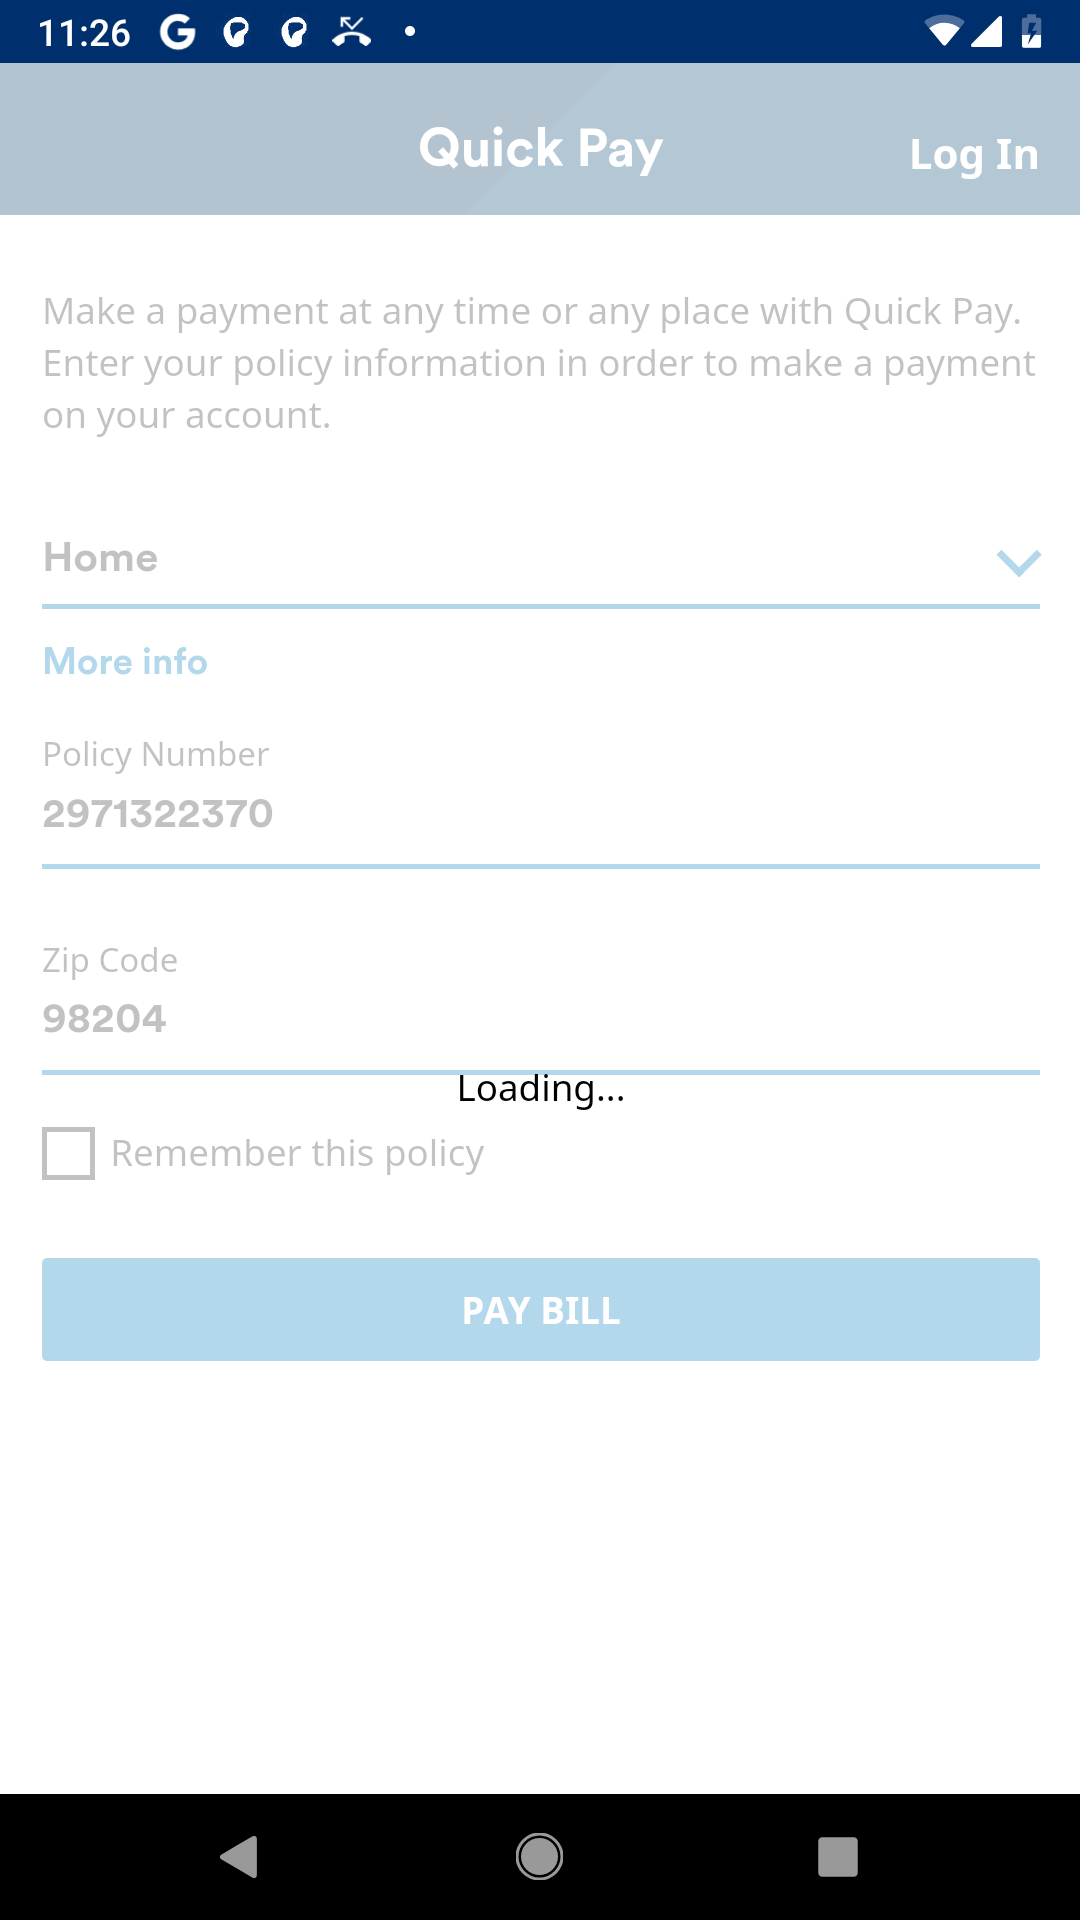 11:26
Quick Pay
Log In
Make a payment at any time or any place with Quick Pay.
Enter your policy information in order to make a payment
on your account.
Home
More info
Policy Number
2971322370
Zip Code
98204
Loading...
Remember this policy
PAY BILL